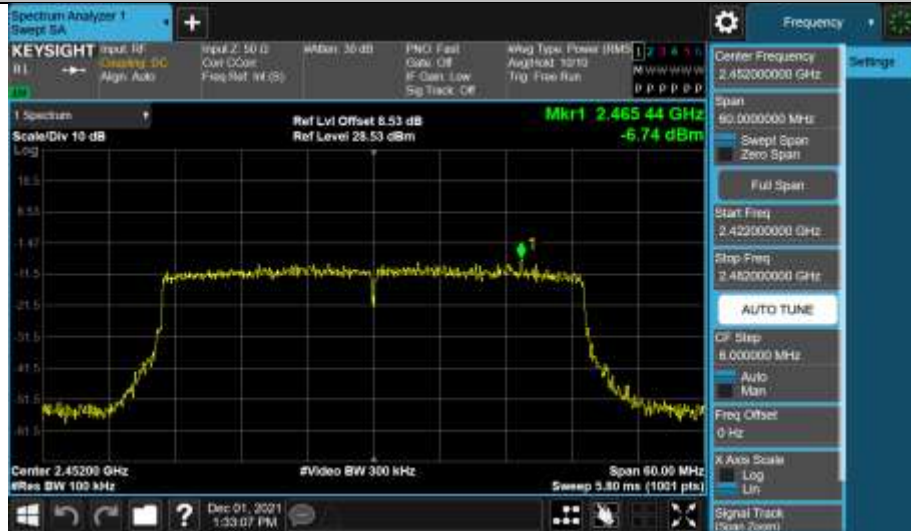 Spectrum Analyzer 1
Swept SA
+
Frequency
KEYSIGHT
Input: RF
Coupling: DC
Align: Auto
Input Z: 50 Ω
Corr CCorr
Freq Ref: Int (S)
#Atten: 30 dB
PNO: Fast
Gate: Off
IF Gain: Low
Sig Track: Off
#Avg Type: Power (RMS)
Avg|Hold: 10/10
Trig: Free Run
1 2 3 4 5 6
M W W W W W
P P P P P P
1 Spectrum
Scale/Div 10 dB
Log
Ref Lvl Offset 8.53 dB
Ref Level 28.53 dBm
Mkr1 2.465 44 GHz
-6.74 dBm
18.5
8.53
-1.47
-11.5
-21.5
-31.5
-41.5
-51.5
-61.5
1
Center 2.45200 GHz
#Res BW 100 kHz
#Video BW 300 kHz
Span 60.00 MHz
Sweep 5.80 ms (1001 pts)
Center Frequency
2.452000000 GHz
Settings
Span
60.0000000 MHz
Swept Span
Zero Span
Full Span
Start Freq
2.422000000 GHz
Stop Freq
2.482000000 GHz
AUTO TUNE
CF Step
6.000000 MHz
Auto
Man
Freq Offset
0 Hz
X Axis Scale
Log
Lin
Signal Track
(Span Zoom)
?
Dec 01, 2021
1:33:07 PM